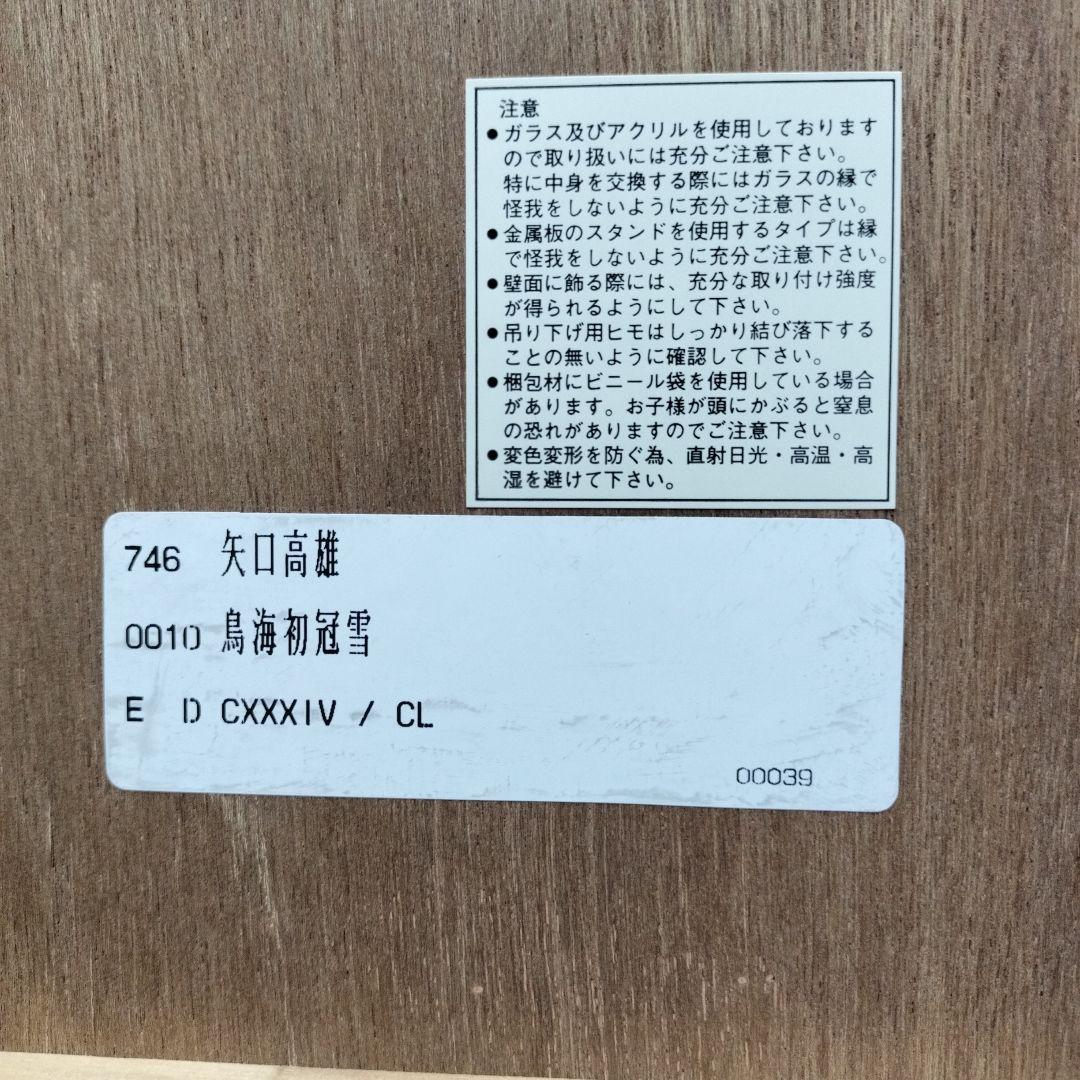 注意
●ガラス及びアクリルを使用しております
ので取り扱いには充分ご注意下さい。
特に中身を交換する際にはガラスの縁で
怪我をしないように充分ご注意下さい。
●金属板のスタンドを使用するタイプは縁
で怪我をしないように充分ご注意下さい。
●壁面に飾る際には、充分な取り付け強度
が得られるようにして下さい。
●吊り下げ用ヒモはしっかり結び落下する
ことの無いように確認して下さい。
●梱包材にビニール袋を使用している場合
があります。お子様が頭にかぶると窒息
の恐れがありますのでご注意下さい。
●変色変形を防ぐ為、直射日光・高温・高
湿を避けて下さい。
746 矢口高雄
0010 鳥海初冠雪
E D CXXXIV / CL
00039